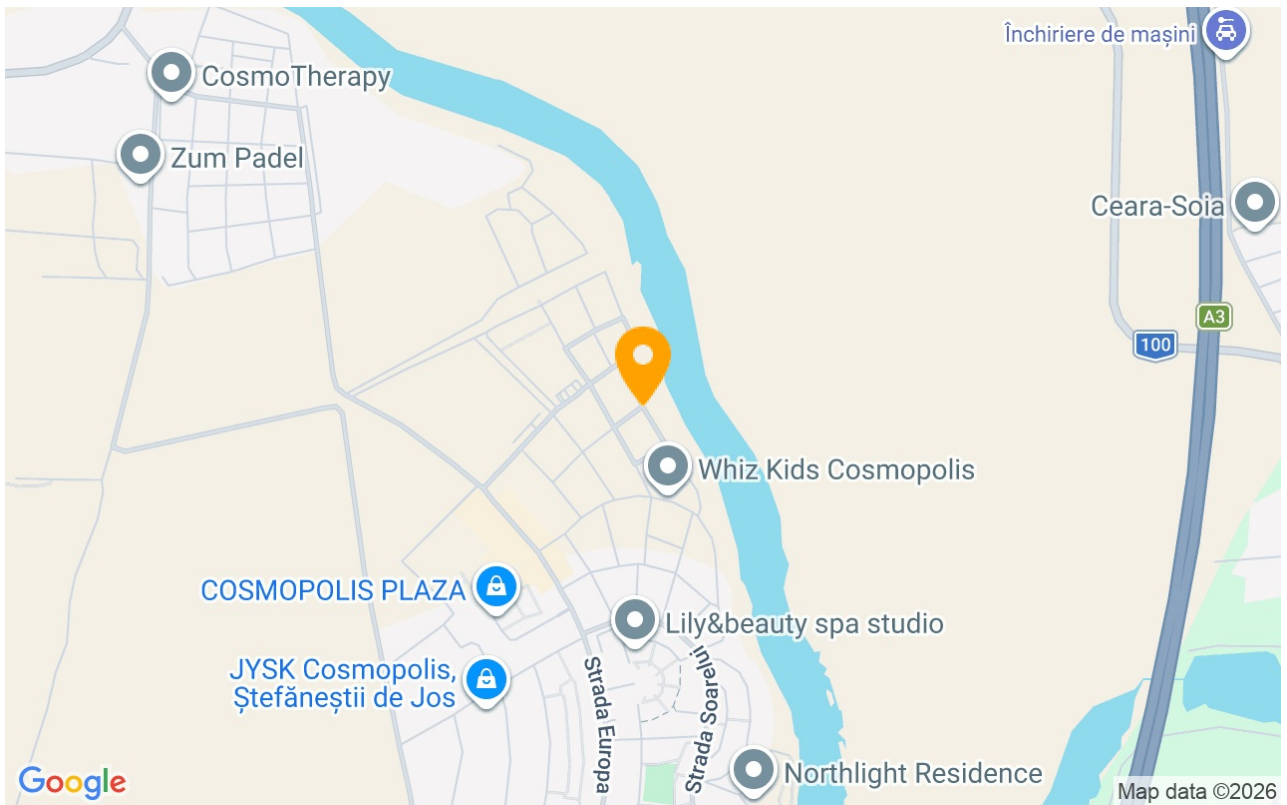 Închiriere de mașini
CosmoTherapy
Zum Padel
Ceara-Soia
A3
100
Whiz Kids Cosmopolis
COSMOPOLIS PLAZA
Lily&beauty spa studio
JYSK Cosmopolis,
Ștefăneștii de Jos
Strada Europa
Strada Soarelui
Northlight Residence
Google
Map data ©2026